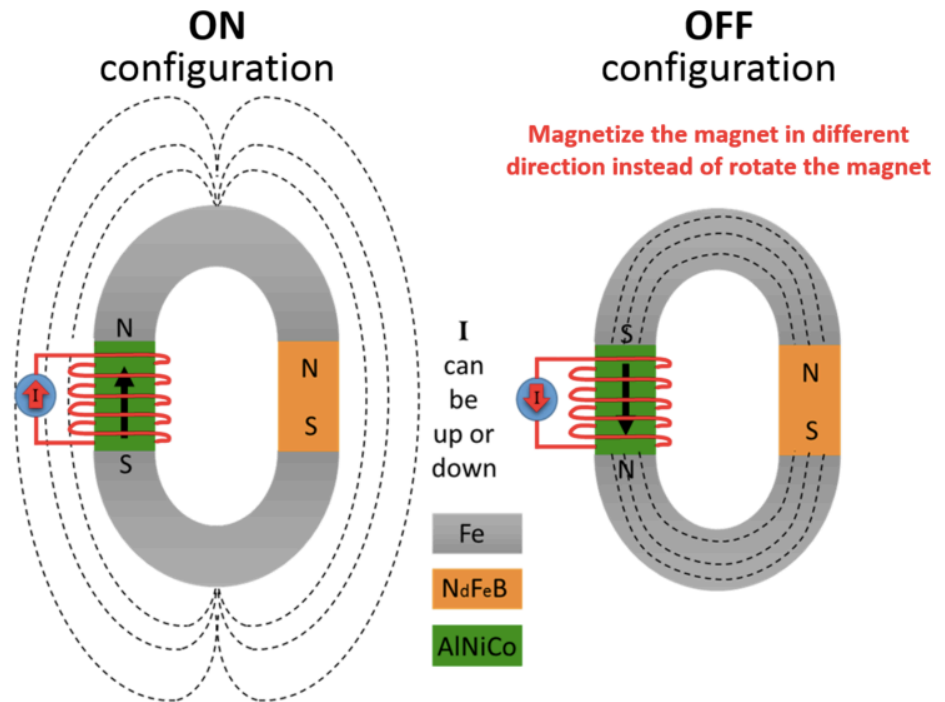 ON
configuration
OFF
configuration
Magnetize the magnet in different
direction instead of rotate the magnet
N
S
I
N
S
I
can
be
up or
down
S
N
I
N
S
Fe
NdFeB
AlNiCo